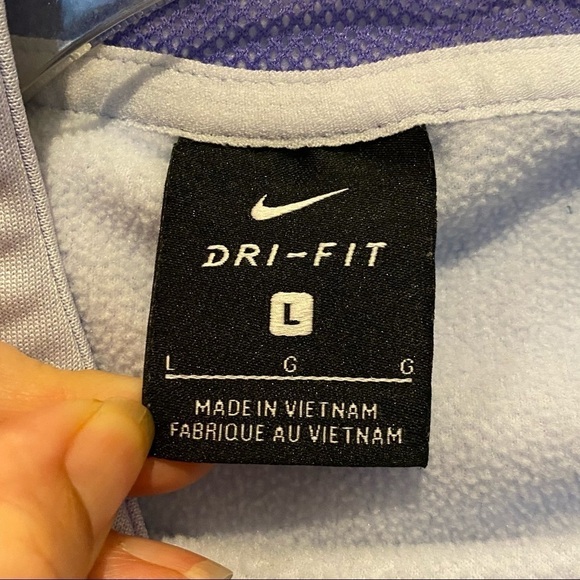 DRI-FIT
L
L G G
MADE IN VIETNAM
FABRIQUE AU VIETNAM